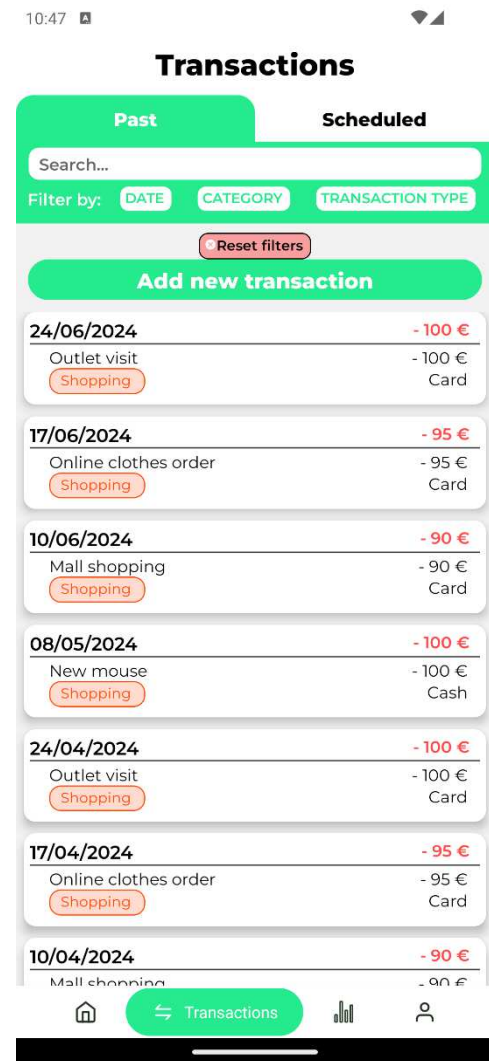 10:47 A
Transactions
Past Scheduled
Search...
Filter by: DATE CATEGORY TRANSACTION TYPE
Reset filters
Add new transaction
24/06/2024 - 100 €
Outlet visit - 100 €
Shopping Card
17/06/2024 - 95 €
Online clothes order - 95 €
Shopping Card
10/06/2024 - 90 €
Mall shopping - 90 €
Shopping Card
08/05/2024 - 100 €
New mouse - 100 €
Shopping Cash
24/04/2024 - 100 €
Outlet visit - 100 €
Shopping Card
17/04/2024 - 95 €
Online clothes order - 95 €
Shopping Card
10/04/2024 - 90 €
Mall shopping - 90 €
Transactions